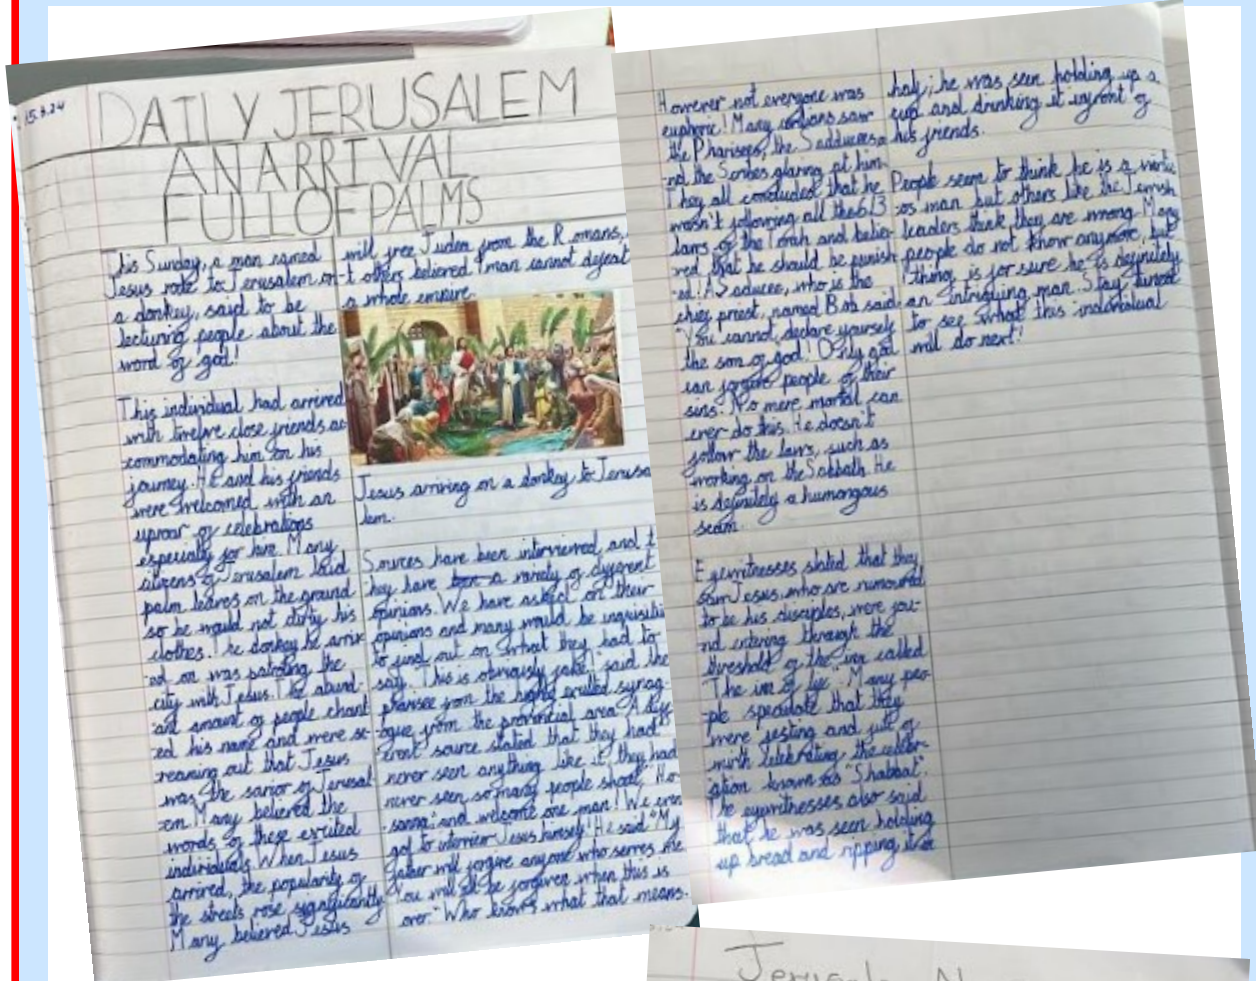 15.3.24
DAILY JERUSALEM
AN ARRIVAL
FULL OF PALMS
This Sunday, a man named
Jesus rode to Jerusalem on
a donkey, said to be
lecturing people about the
word of god!
This individual had arrived
with twelve close friends ac
-commodating him on his
journey. He and his friends
were welcomed with an
uproar of celebrations
especially for him. Many
citizens of Jerusalem laid
palm leaves on the ground
so he would not dirty his
clothes. The donkey he arriv
-ed on was patroling the
city with Jesus. The abund-
-ant amount of people chant
-ed his name and were sc-
-reaming out that Jesus
was the savior of Jerusal
-em. Many believed the
words of these excited
individuals. When Jesus
arrived, the popularity of
the streets rose significantly
Many believed Jesus
will free Judea from the Romans,
-t others believed 1 man cannot defeat
a whole empire.
Jesus arriving on a donkey to Jerusa
lem.
Sources have been interviewed, and t
hey have a variety of different
opinions. We have asked on their
opinions and many would be inquisitiv
to find out on what they had to
say. "This is obviously fake!" said the
pharisee from the highly skilled synag-
ogue from the provincial area. A diff
erent source stated that they had
never seen anything like it, they had
never seen so many people shout, "Ho-
sanna" and welcome one man! We even
got to interview Jesus himself! He said "My
father will forgive anyone who serves me
You will all be forgiven when this is
over." Who knows what that means.
However not everyone was
euphoric! Many saw
the Pharisees, the Sadducees a
-nd the Scribes glaring at him.
They all concluded that he
wasn't following all the 613
laws of the Torah and belie-
-ved that he should be punish
-ed! A Saducee, who is the
chief priest, named Bob said
"You cannot declare yourself
the son of god! Only god
can forgive people of their
sins. No mere mortal can
ever do this. He doesn't
follow the laws, such as
working on the Sabbath. He
is definitely a humongous
scam.
Eyewitnesses stated that they
saw Jesus, who are rumoured
to be his disciples, were fou-
-nd entering through the
threshold of the inn called
"The inn of lye". Many peo-
-ple speculate that they
were jesting and full of
mirth celebrating the celebr-
-ation known as "Shabbat".
The eyewitnesses also said
that he was seen holding
up bread and ripping it in
half; he was seen holding up a
cup and drinking it infront of
his friends.
People seem to think he is a virtu
-os man but others like the Jewish
leaders think they are wrong. Many
people do not know anymore, but
-thing is for sure he is definitely
an intriguing man. Stay tuned
to see what this individual
will do next!